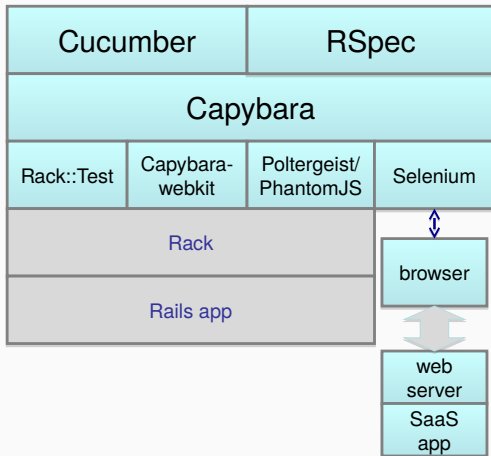 Cucumber
RSpec
Capybara
Rack::Test
Capybara-
webkit
Poltergeist/
PhantomJS
Selenium
Rack
browser
Rails app
web
server
SaaS
app